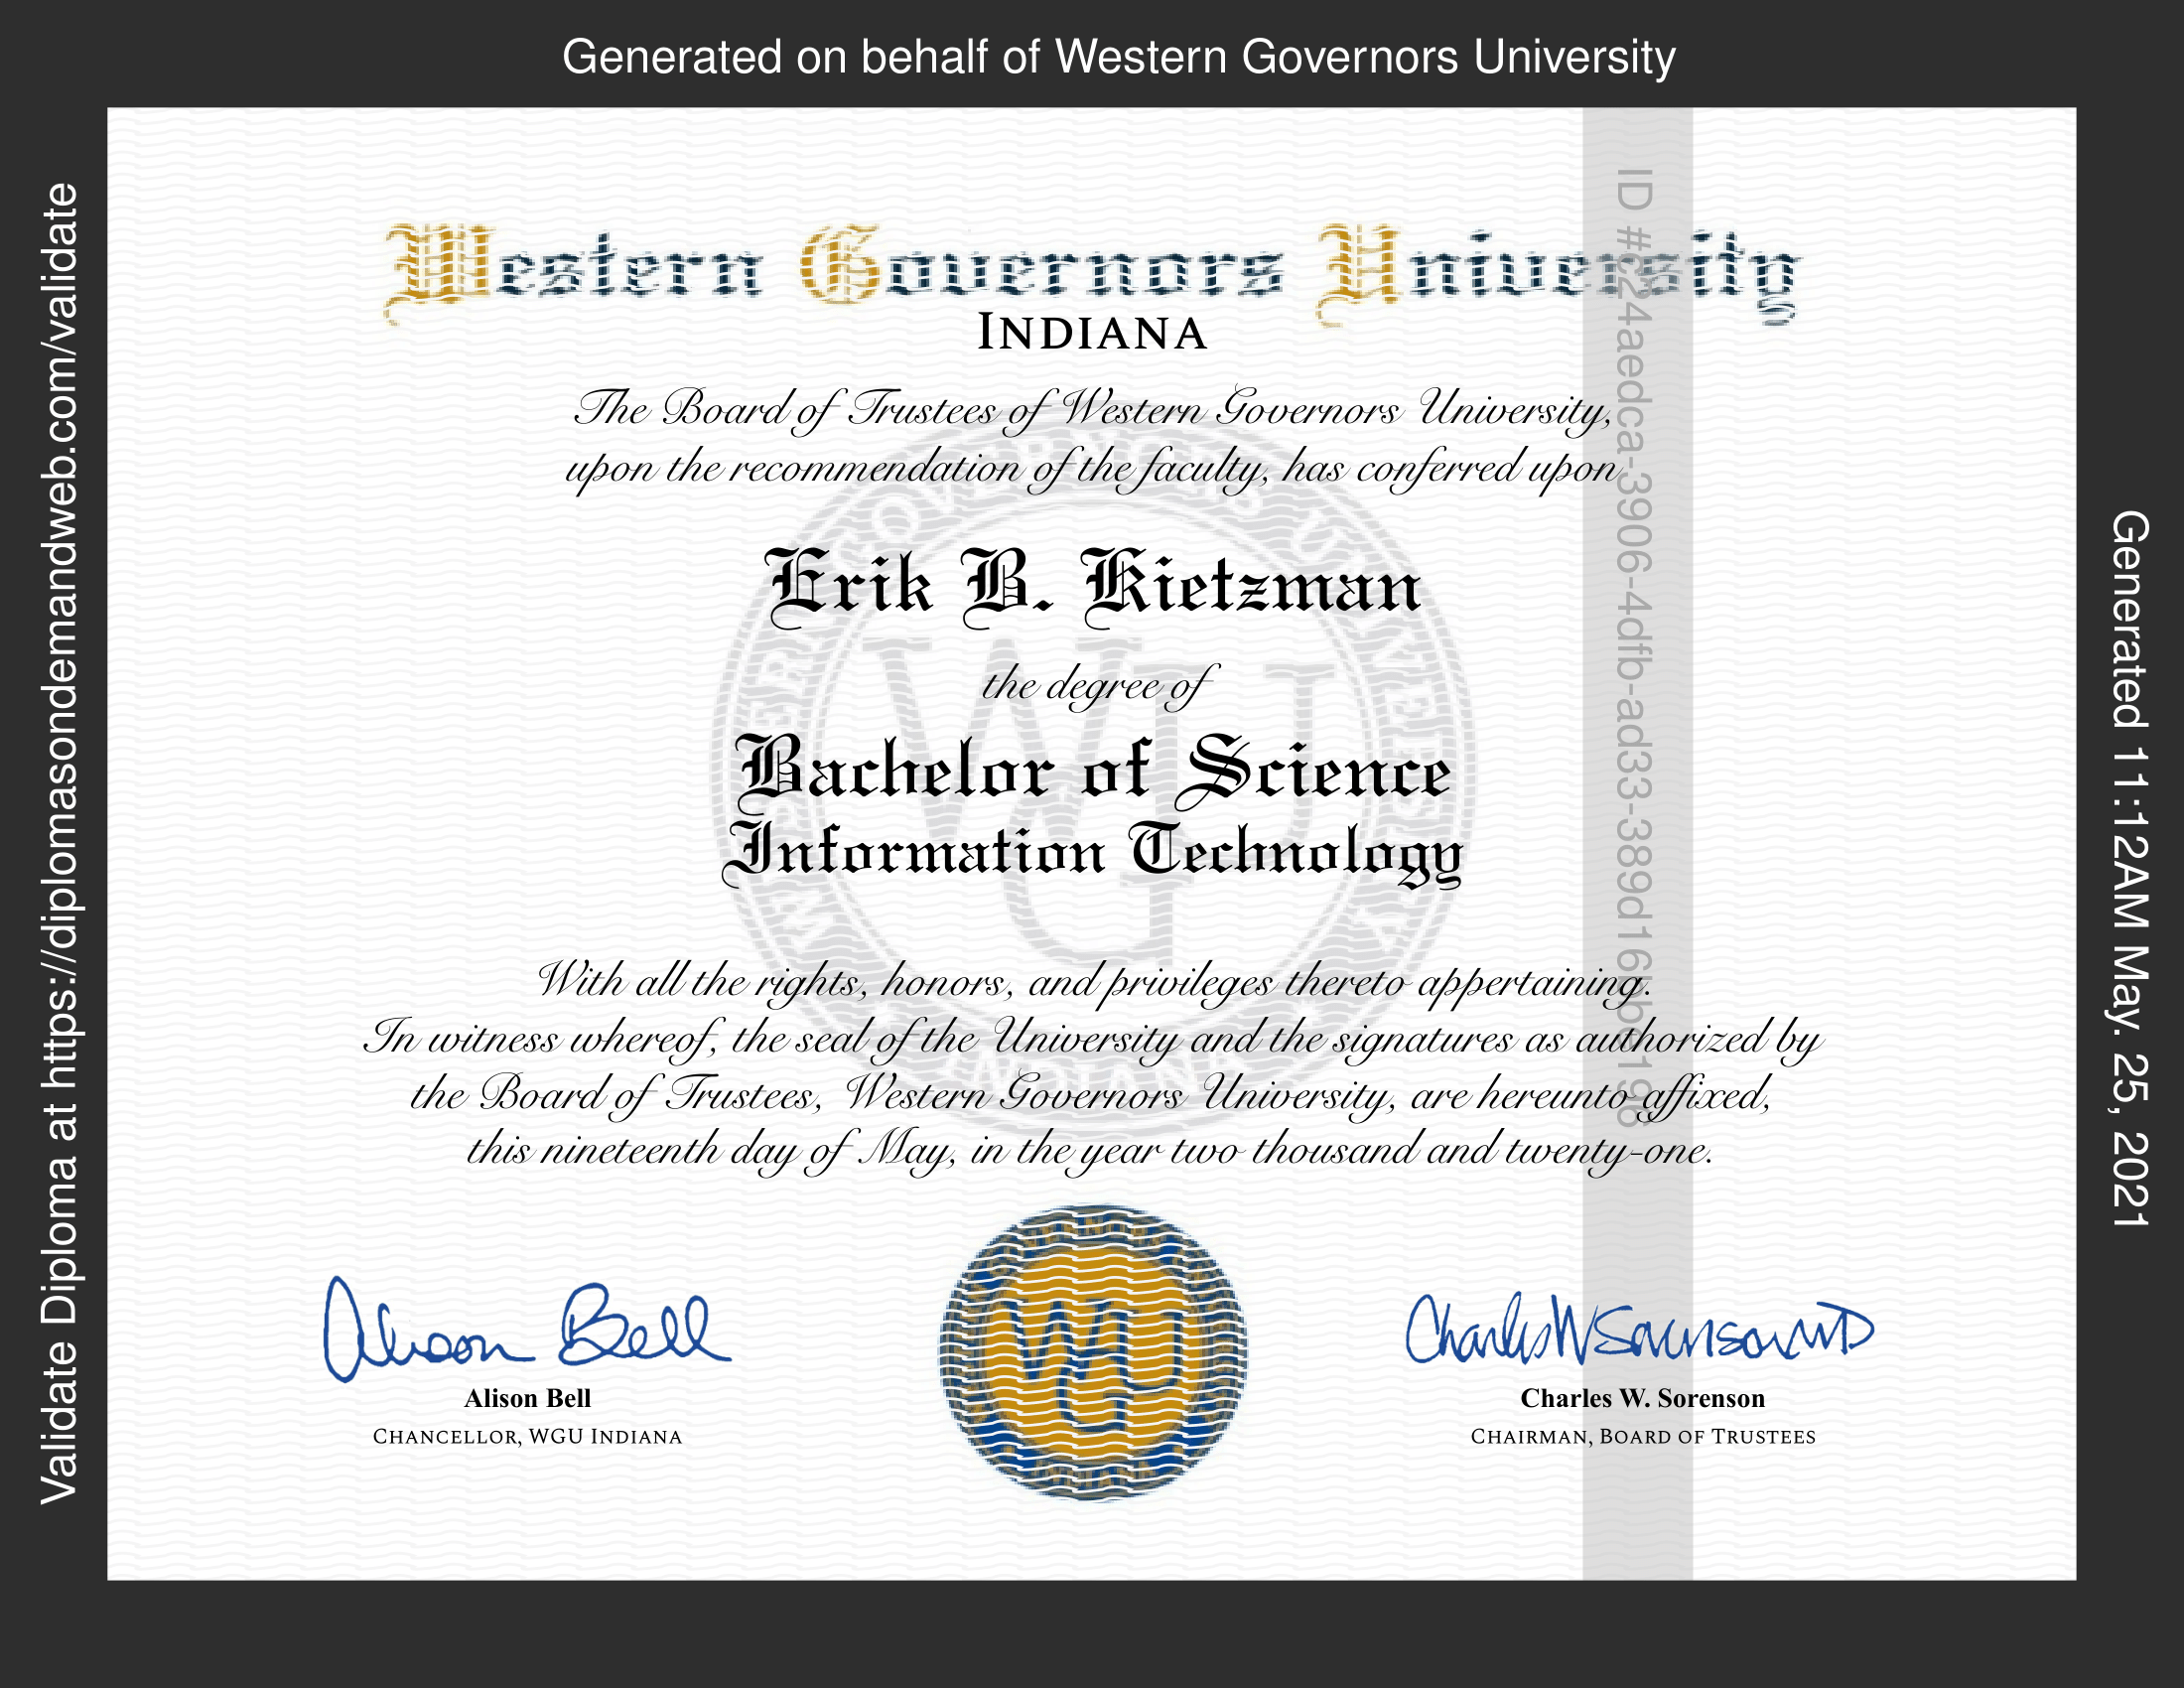 Generated on behalf of Western Governors University
Validate Diploma at https://diplomasondemandweb.com/validate
Western Governors University
INDIANA
The Board of Trustees of Western Governors University,
upon the recommendation of the faculty, has conferred upon
Erik B. Kietzman
the degree of
Bachelor of Science
Information Technology
With all the rights, honors, and privileges thereto appertaining.
In witness whereof, the seal of the University and the signatures as authorized by
the Board of Trustees, Western Governors University, are hereunto affixed,
this nineteenth day of May, in the year two thousand and twenty-one.
Alison Bell
Charles W Sorenson MD
Alison Bell
Charles W. Sorenson
CHANCELLOR, WGU INDIANA
CHAIRMAN, BOARD OF TRUSTEES
WGU
INDIANA
WESTERN GOVERNORS UNIVERSITY
WGU
INDIANA
Generated 11:12AM May. 25, 2021